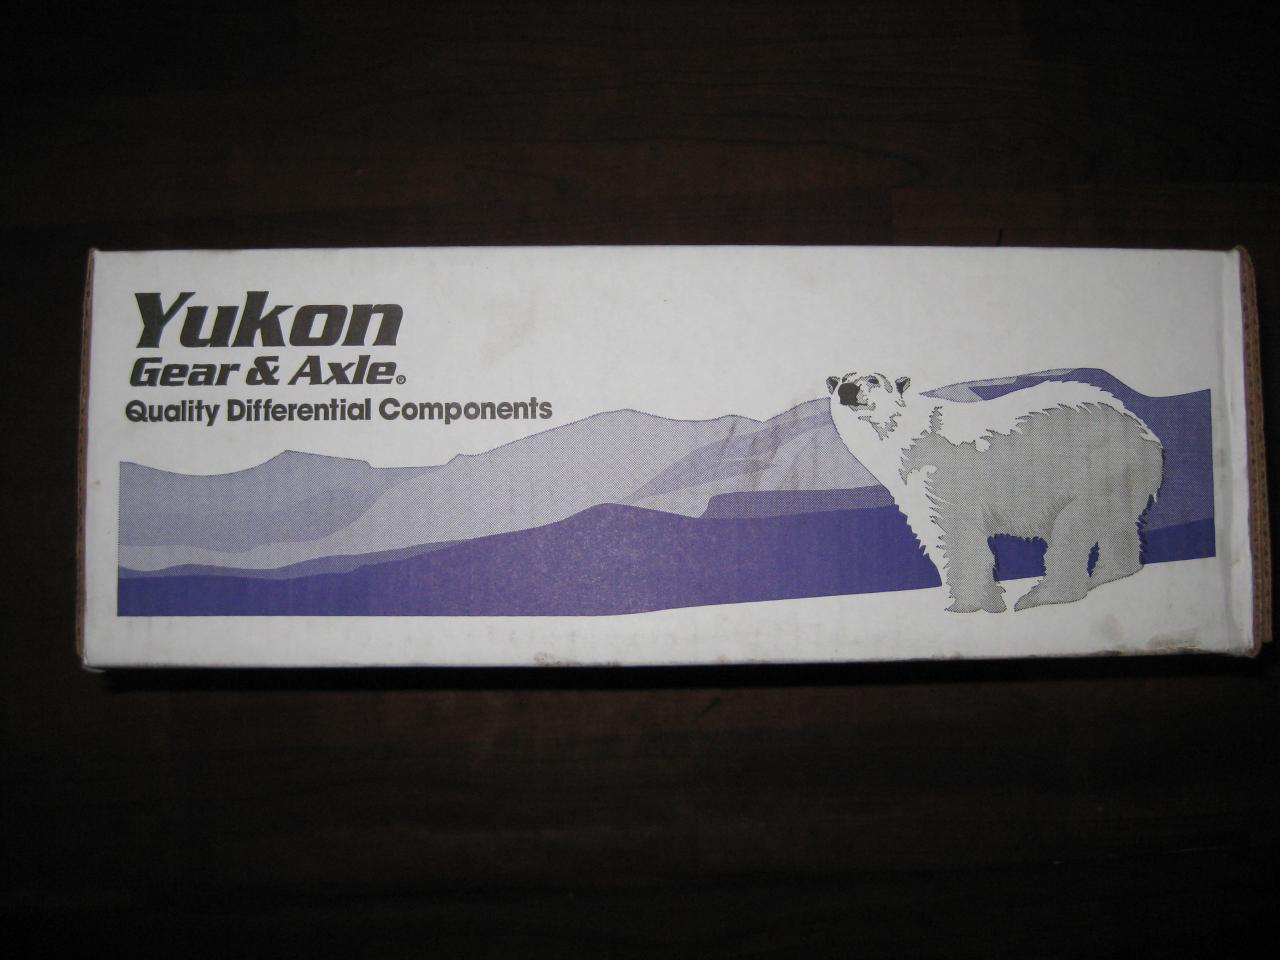 Yukon
Gear & Axle®
Quality Differential Components